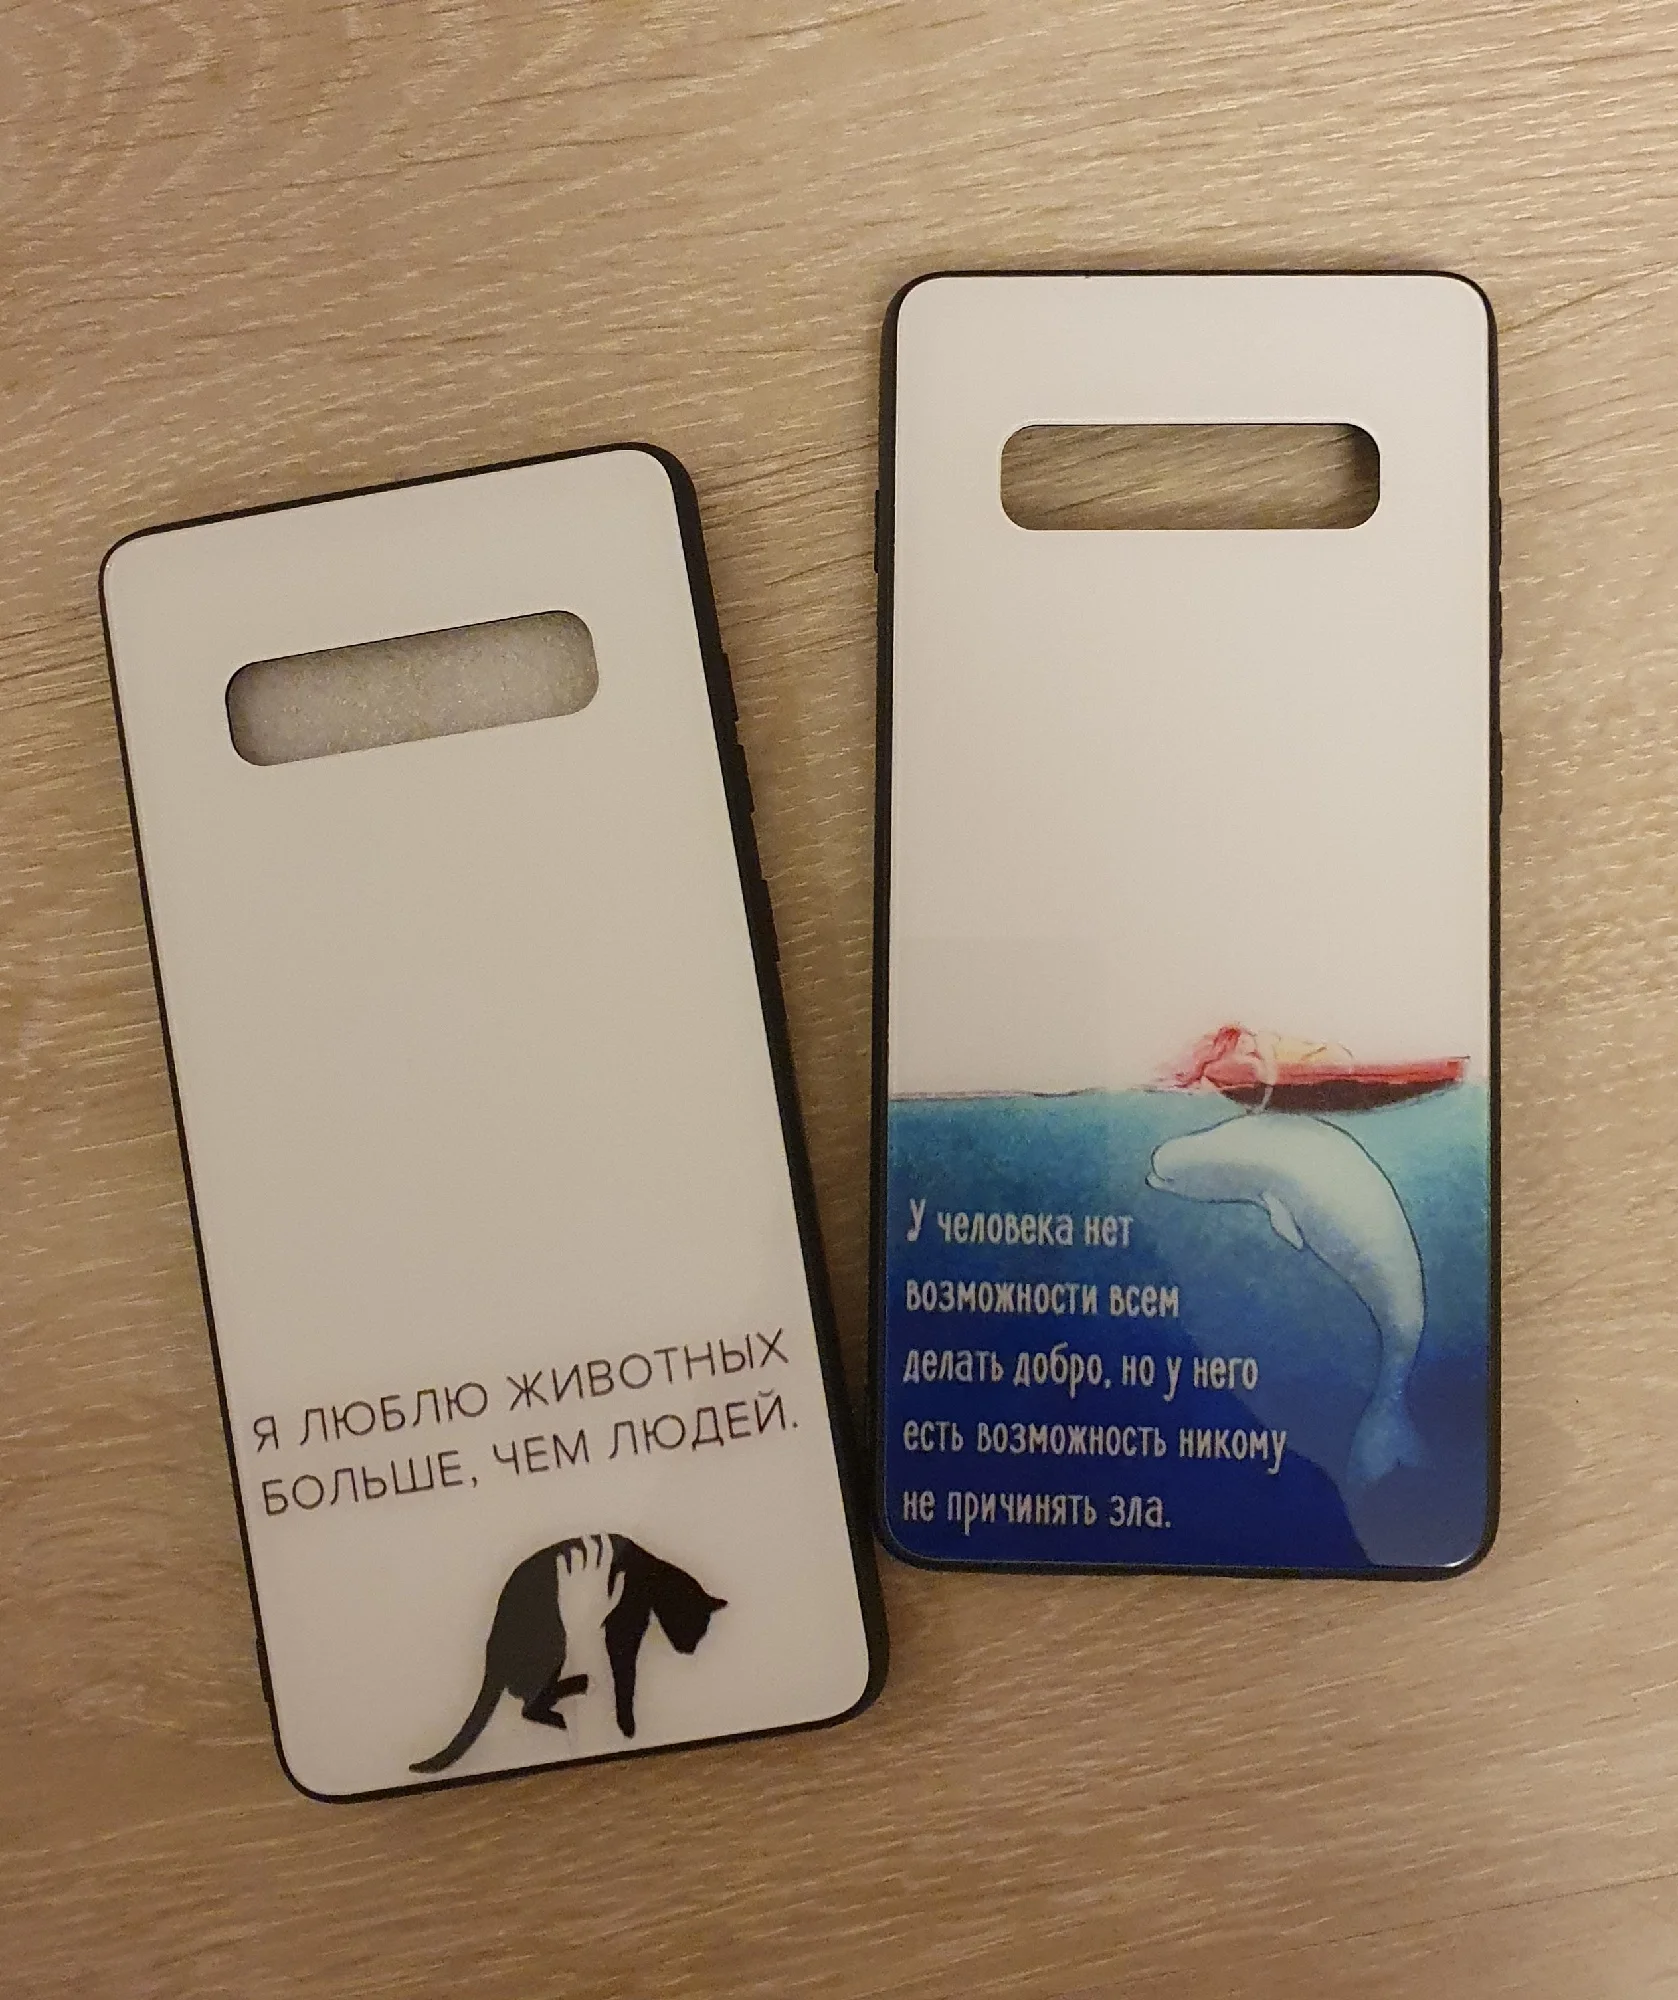 Я ЛЮБЛЮ ЖИВОТНЫХ
БОЛЬШЕ, ЧЕМ ЛЮДЕЙ.
У человека нет
возможности всем
делать добро, но у него
есть возможность никому
не причинять зла.